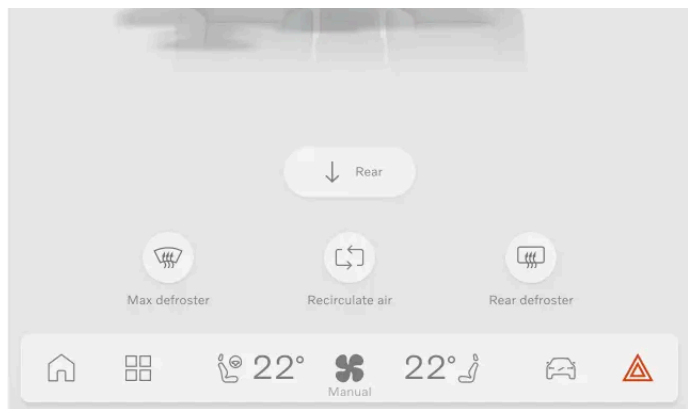 Rear
Max defroster
Recirculate air
Rear defroster
22°
22°
Manual